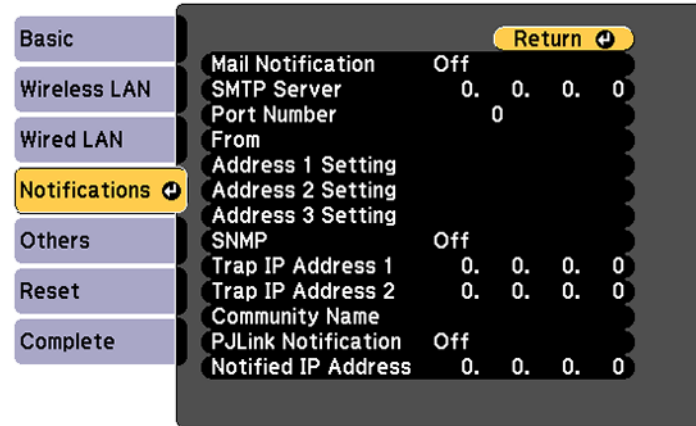 Basic
Wireless LAN
Wired LAN
Notifications
Others
Reset
Complete
Return
Mail Notification Off
SMTP Server 0. 0. 0. 0
Port Number 0
From
Address 1 Setting
Address 2 Setting
Address 3 Setting
SNMP Off
Trap IP Address 1 0. 0. 0. 0
Trap IP Address 2 0. 0. 0. 0
Community Name
PJLink Notification Off
Notified IP Address 0. 0. 0. 0